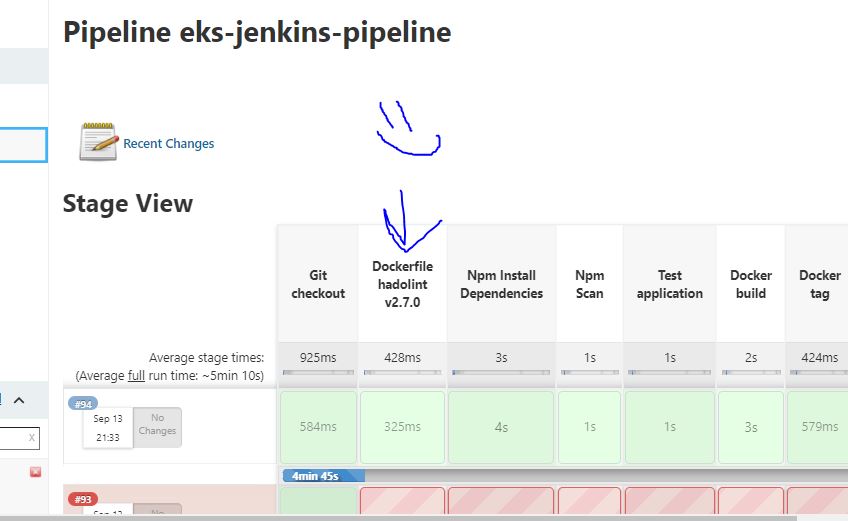 Pipeline eks-jenkins-pipeline
Recent Changes
Stage View
Git
checkout
Dockerfile
hadolint
v2.7.0
Npm Install
Dependencies
Npm
Scan
Test
application
Docker
build
Docker
tag
Average stage times:
(Average full run time: ~5min 10s)
925ms
428ms
3s
1s
1s
2s
424ms
#94
Sep 13
21:33
No
Changes
584ms
325ms
4s
1s
1s
3s
579ms
X
4min 45s
#93
Sep 13
No